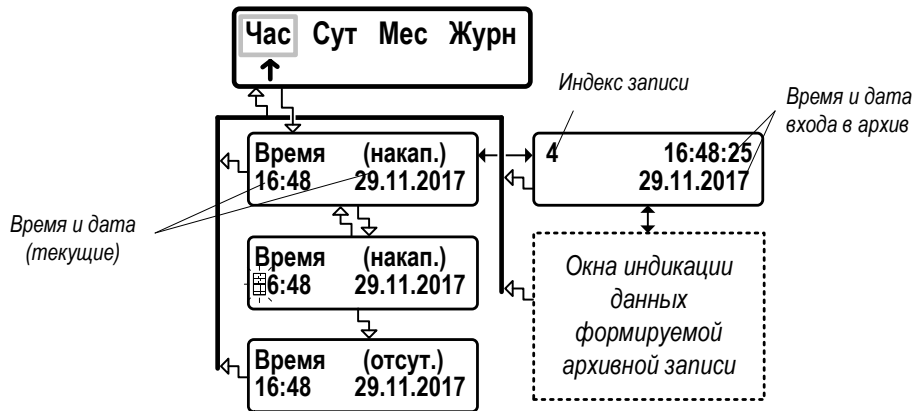 Час Сут Мес Журн
Индекс записи
Время и дата
входа в архив
Время (накап.)
16:48 29.11.2017
4 16:48:25
29.11.2017
Время и дата
(текущие)
Время (накап.)
6:48 29.11.2017
Окна индикации
данных
формируемой
архивной записи
Время (отсут.)
16:48 29.11.2017